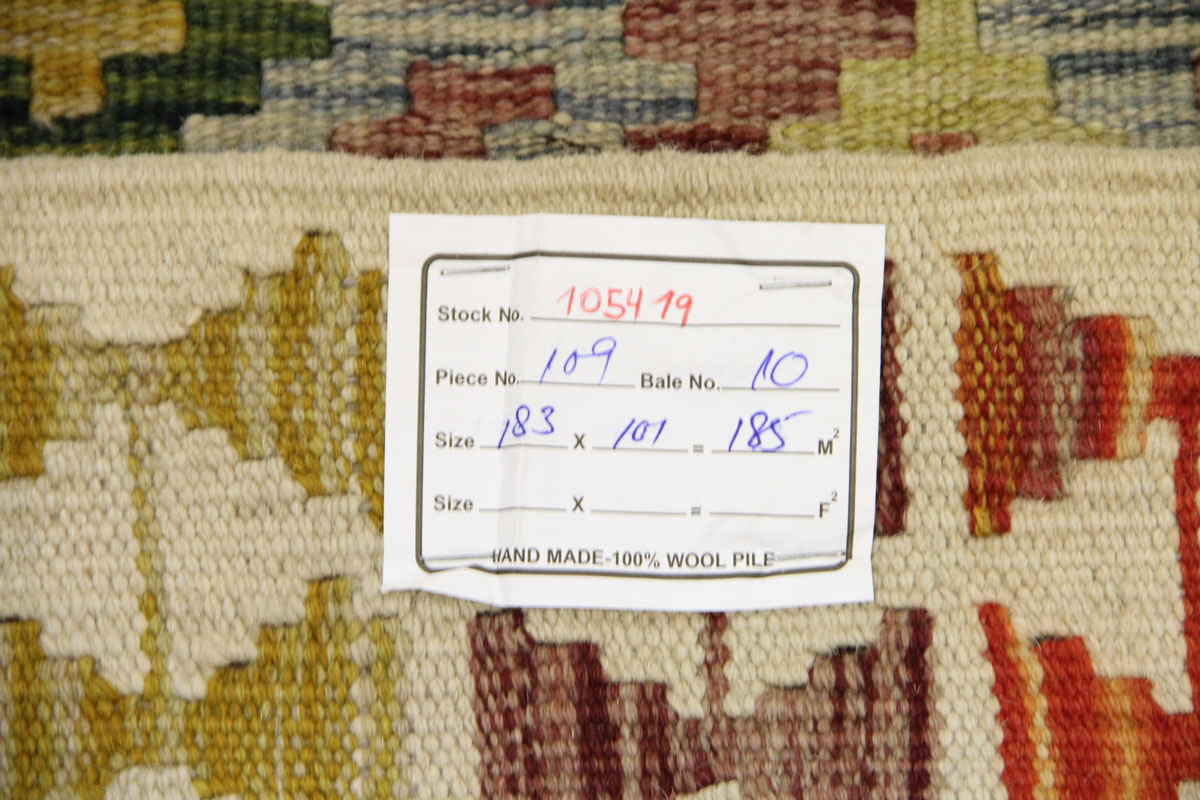 Stock No. 105419
Piece No. 109 Bale No. 10
Size 183 X 101 = 185 M²
Size X = F²
HAND MADE-100% WOOL PILE